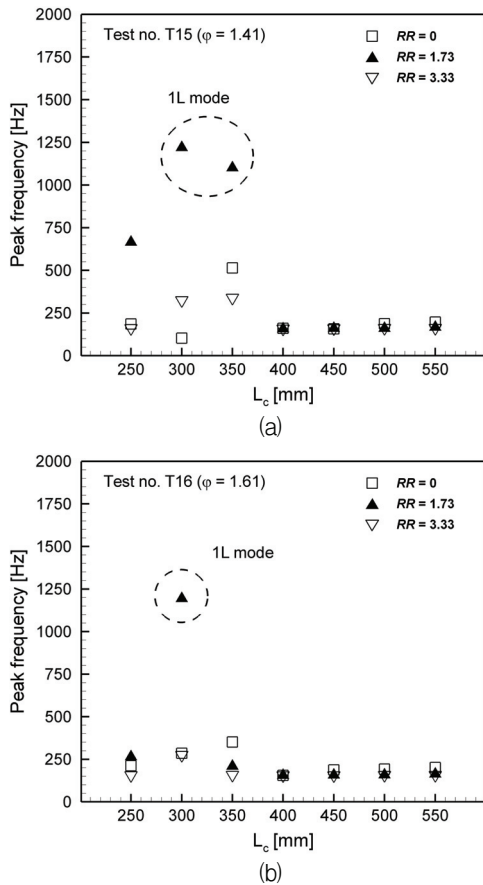 2000
1750
1500
1250
1000
750
500
250
0
Peak frequency [Hz]
Test no. T15 (φ = 1.41)
RR = 0
RR = 1.73
RR = 3.33
1L mode
250 300 350 400 450 500 550
L_c [mm]
(a)
2000
1750
1500
1250
1000
750
500
250
0
Peak frequency [Hz]
Test no. T16 (φ = 1.61)
RR = 0
RR = 1.73
RR = 3.33
1L mode
250 300 350 400 450 500 550
L_c [mm]
(b)